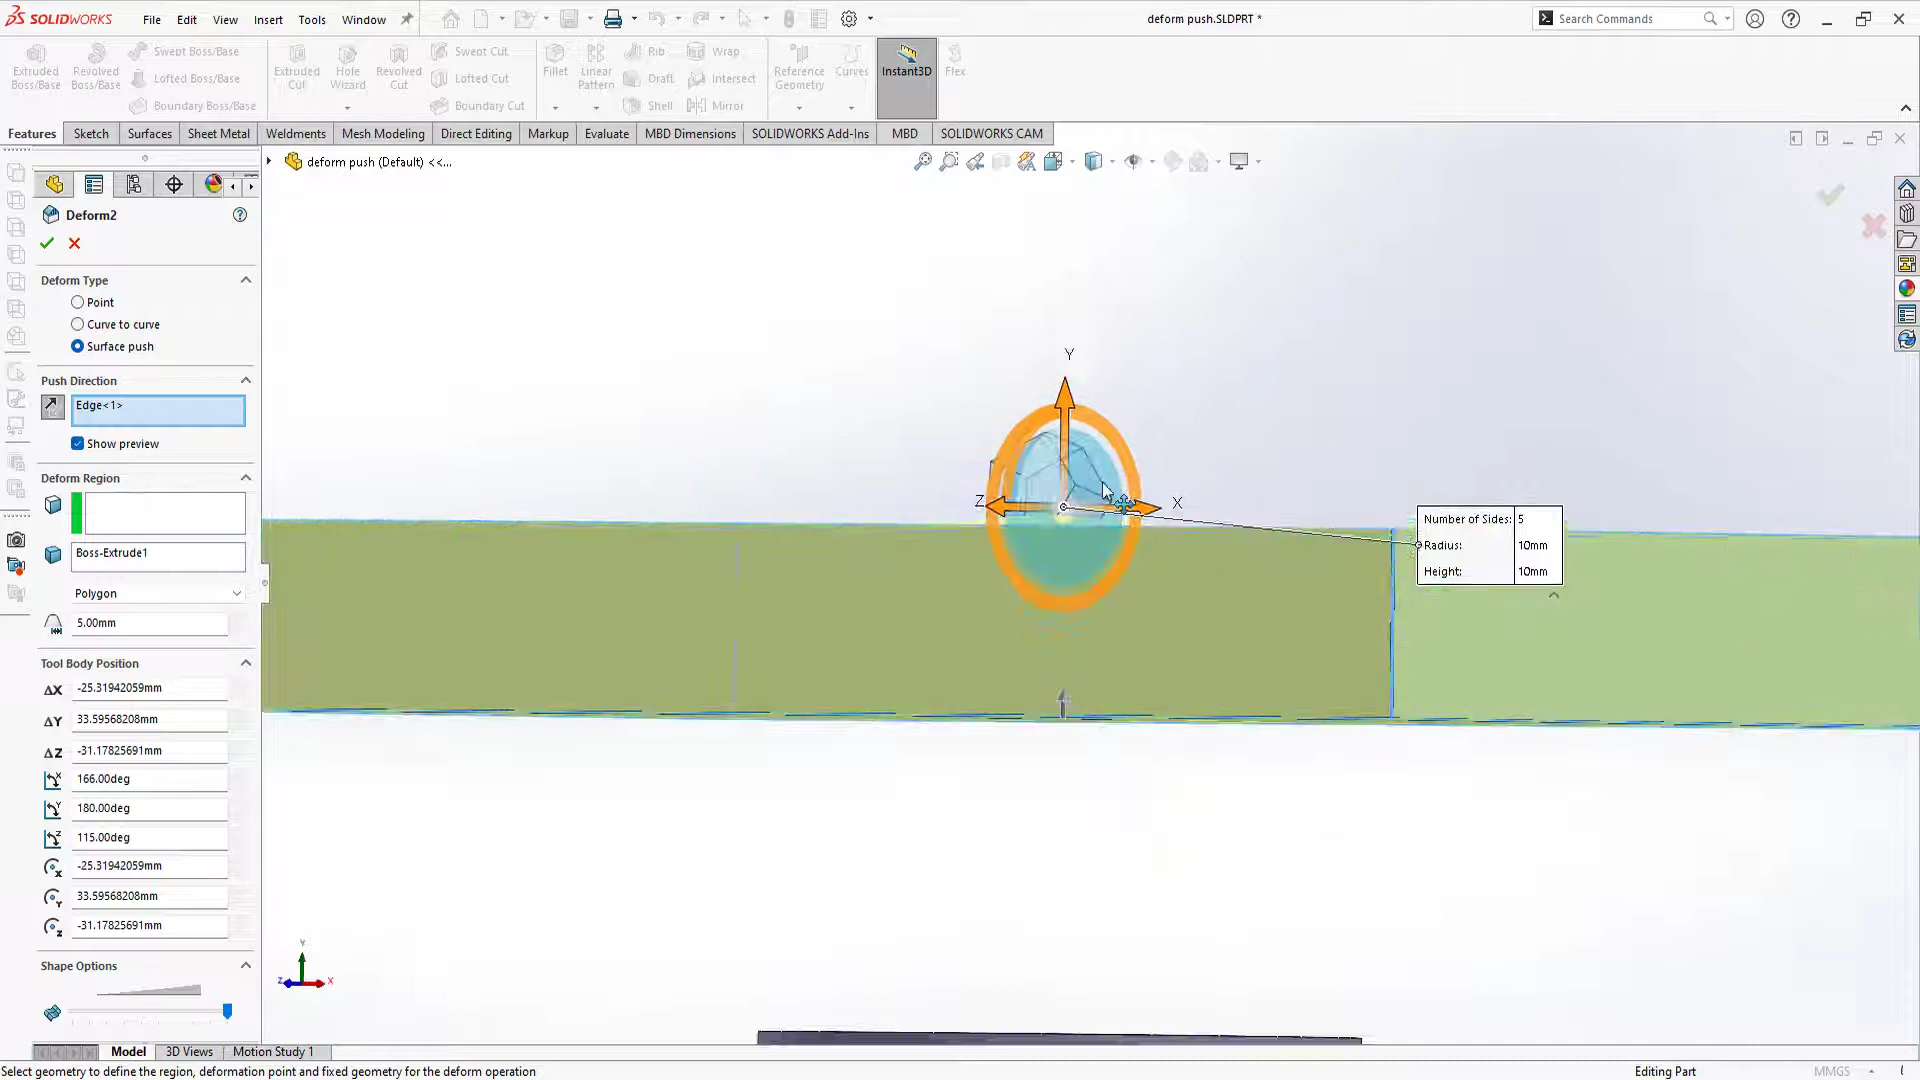 SOLIDWORKS File Edit View Insert Tools Window deform push.SLDPRT * Search Commands
Extruded Boss/Base
Revolved Boss/Base
Swept Boss/Base
Lofted Boss/Base
Boundary Boss/Base
Extruded Cut
Hole Wizard
Revolved Cut
Swept Cut
Lofted Cut
Boundary Cut
Fillet
Linear Pattern
Rib
Draft
Shell
Wrap
Intersect
Mirror
Reference Geometry
Curves
Instant3D
Flex
Features Sketch Surfaces Sheet Metal Weldments Mesh Modeling Direct Editing Markup Evaluate MBD Dimensions SOLIDWORKS Add-Ins MBD SOLIDWORKS CAM
deform push (Default) <<...
Deform2
Deform Type
Point
Curve to curve
Surface push
Push Direction
Edge<1>
Show preview
Deform Region
Boss-Extrude1
Polygon
5.00mm
Tool Body Position
ΔX -25.31942059mm
ΔY 33.59568208mm
ΔZ -31.17825691mm
X 166.00deg
Y 180.00deg
Z 115.00deg
X -25.31942059mm
Y 33.59568208mm
Z -31.17825691mm
Shape Options
Y
Z X
Number of Sides: 5
Radius: 10mm
Height: 10mm
Y
Z X
Model 3D Views Motion Study 1
Select geometry to define the region, deformation point and fixed geometry for the deform operation Editing Part MMGS